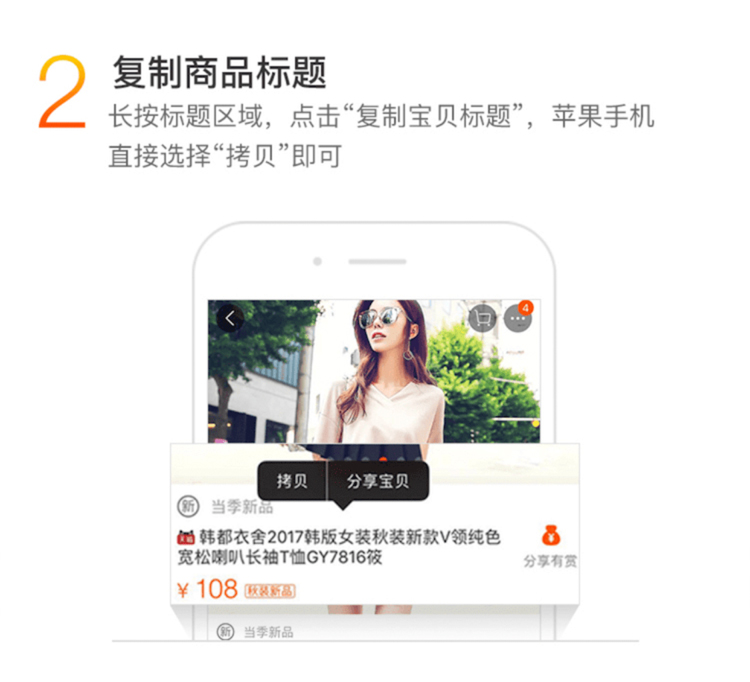 2
复制商品标题
长按标题区域，点击“复制宝贝标题”，苹果手机
直接选择“拷贝”即可
4
拷贝 分享宝贝
新 当季新品
天猫 韩都衣舍2017韩版女装秋装新款V领纯色
宽松喇叭长袖T恤GY7816筱
¥ 108 秋装新品
¥
分享有赏
新 当季新品